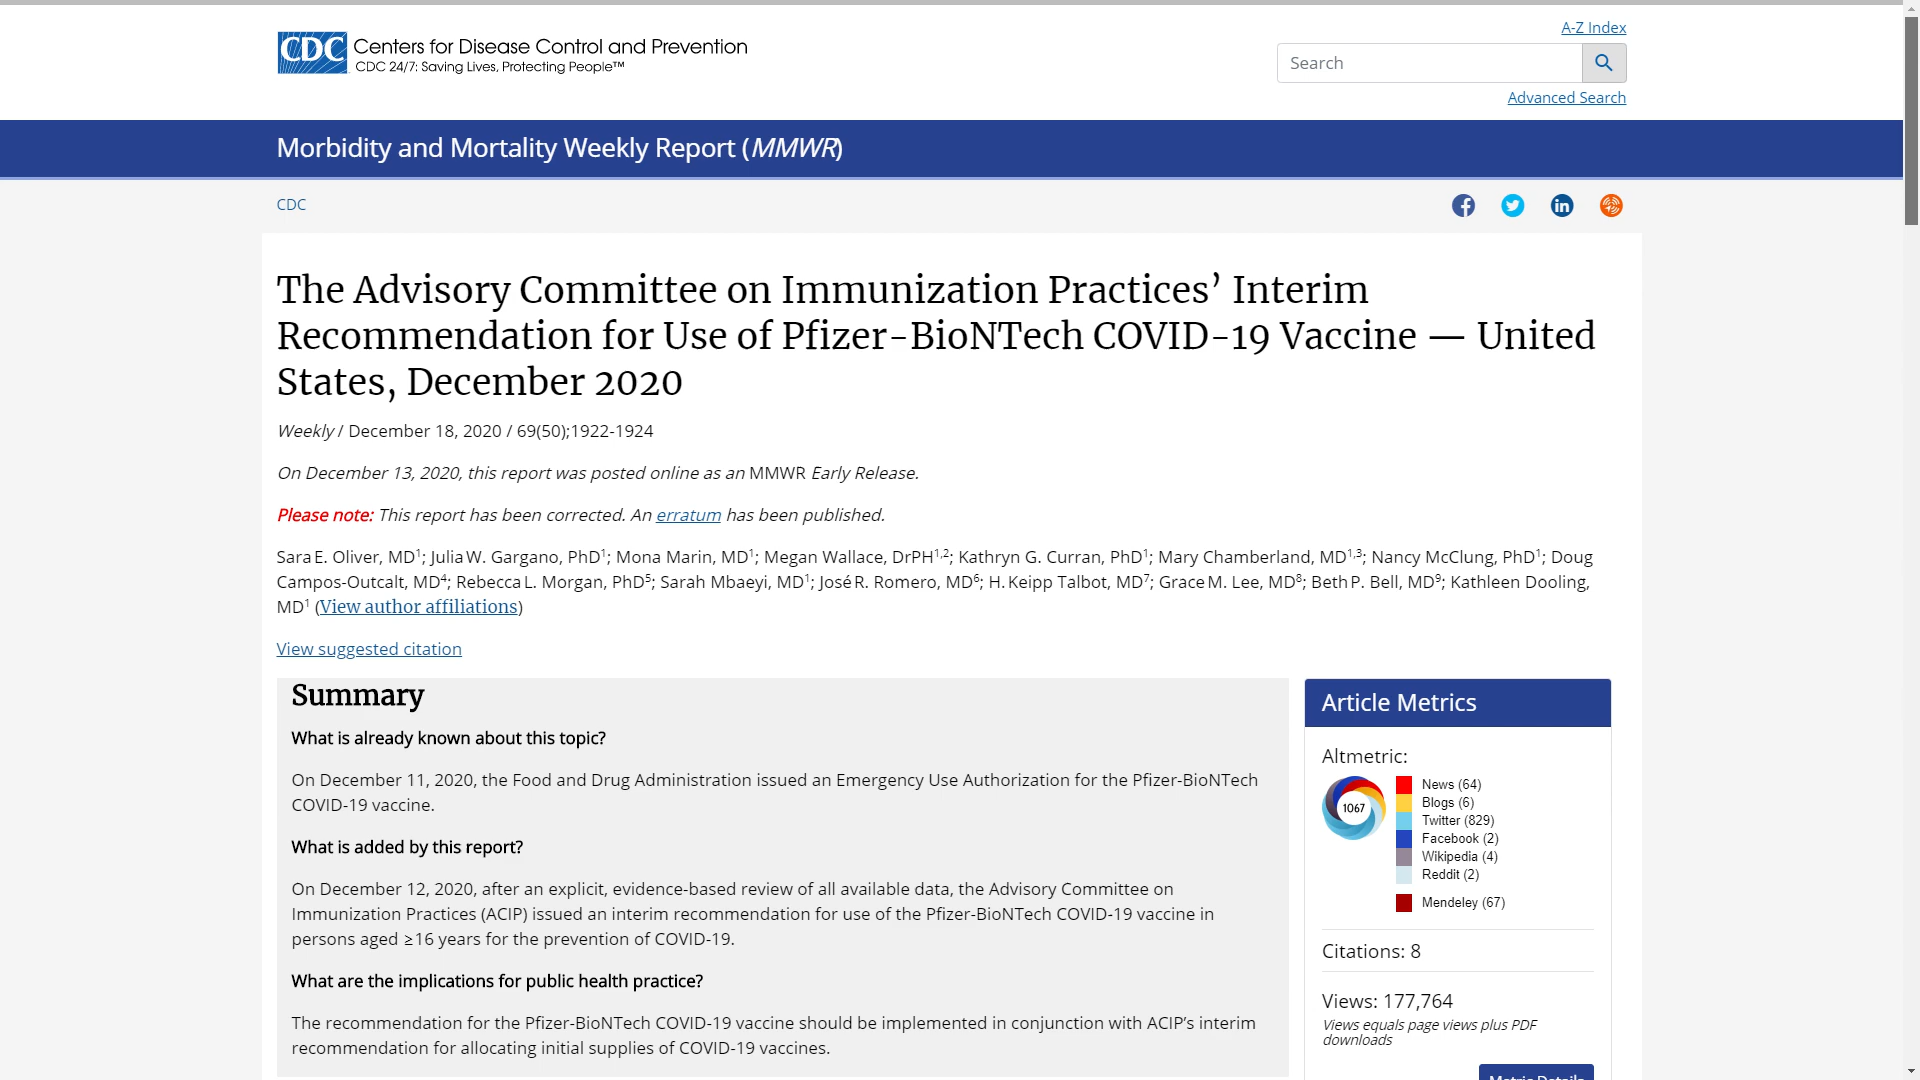 A-Z Index
CDC Centers for Disease Control and Prevention
CDC 24/7: Saving Lives, Protecting People™
Search
Advanced Search
Morbidity and Mortality Weekly Report (MMWR)
CDC
The Advisory Committee on Immunization Practices’ Interim
Recommendation for Use of Pfizer-BioNTech COVID-19 Vaccine — United
States, December 2020
Weekly / December 18, 2020 / 69(50);1922-1924
On December 13, 2020, this report was posted online as an MMWR Early Release.
Please note: This report has been corrected. An erratum has been published.
Sara E. Oliver, MD1; Julia W. Gargano, PhD1; Mona Marin, MD1; Megan Wallace, DrPH1,2; Kathryn G. Curran, PhD1; Mary Chamberland, MD1,3; Nancy McClung, PhD1; Doug
Campos-Outcalt, MD4; Rebecca L. Morgan, PhD5; Sarah Mbaeyi, MD1; José R. Romero, MD6; H. Keipp Talbot, MD7; Grace M. Lee, MD8; Beth P. Bell, MD9; Kathleen Dooling,
MD1 (View author affiliations)
View suggested citation
Summary
What is already known about this topic?
On December 11, 2020, the Food and Drug Administration issued an Emergency Use Authorization for the Pfizer-BioNTech
COVID-19 vaccine.
What is added by this report?
On December 12, 2020, after an explicit, evidence-based review of all available data, the Advisory Committee on
Immunization Practices (ACIP) issued an interim recommendation for use of the Pfizer-BioNTech COVID-19 vaccine in
persons aged ≥16 years for the prevention of COVID-19.
What are the implications for public health practice?
The recommendation for the Pfizer-BioNTech COVID-19 vaccine should be implemented in conjunction with ACIP’s interim
recommendation for allocating initial supplies of COVID-19 vaccines.
Article Metrics
Altmetric:
1067
News (64)
Blogs (6)
Twitter (829)
Facebook (2)
Wikipedia (4)
Reddit (2)
Mendeley (67)
Citations: 8
Views: 177,764
Views equals page views plus PDF
downloads
Metric Details